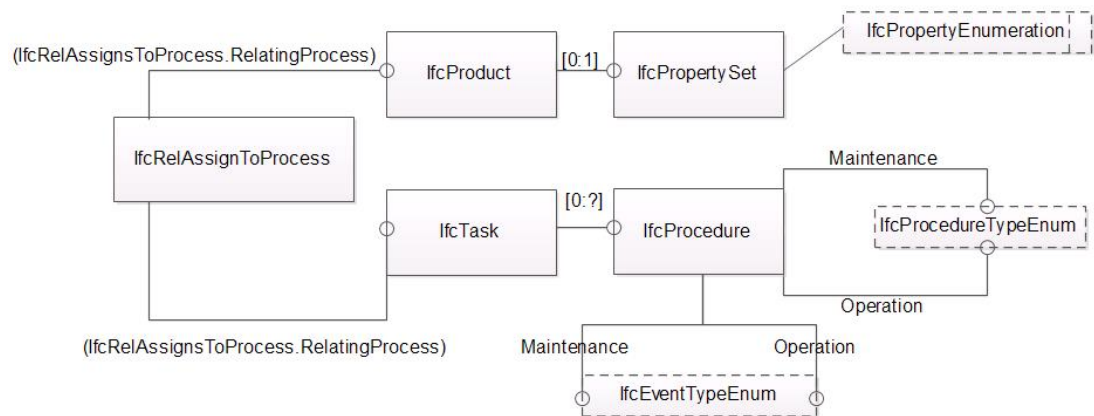 IfcPropertyEnumeration
(IfcRelAssignsToProcess.RelatingProcess)
[0:1]
IfcProduct
IfcPropertySet
IfcRelAssignToProcess
Maintenance
[0:?]
IfcTask
IfcProcedure
IfcProcedureTypeEnum
Operation
(IfcRelAssignsToProcess.RelatingProcess)
Maintenance
Operation
IfcEventTypeEnum